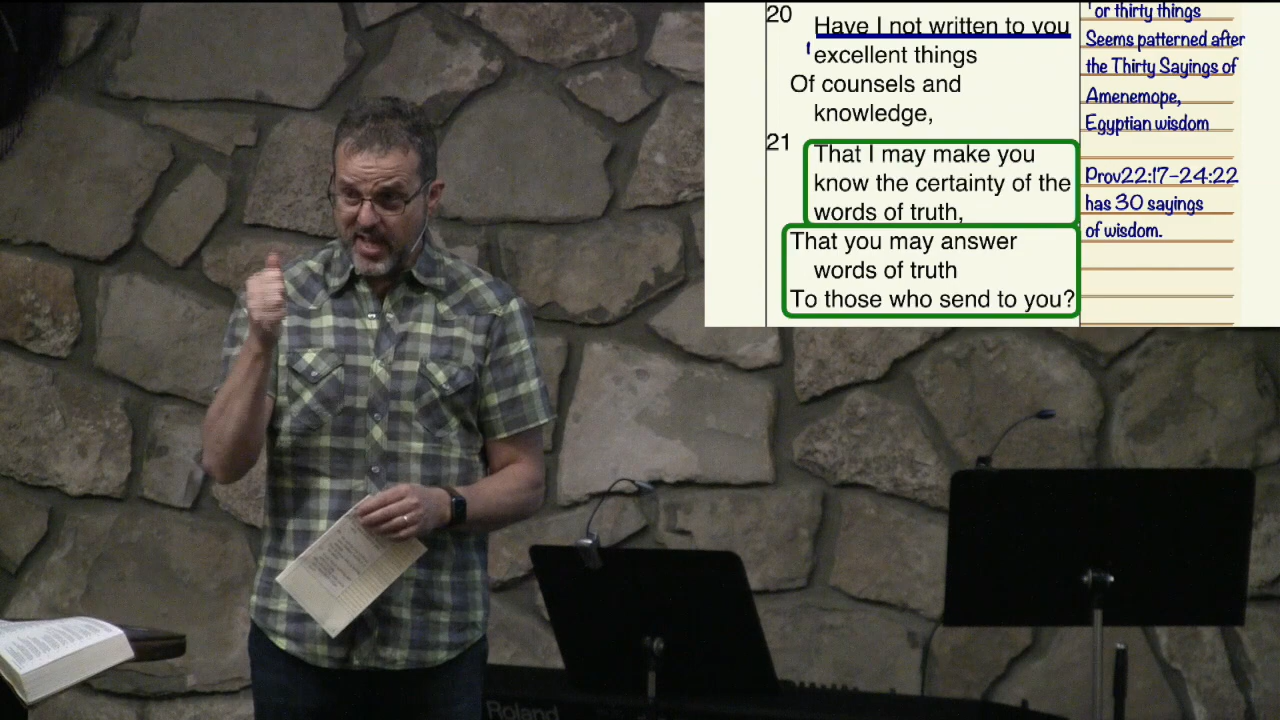 20
Have I not written to you
1 excellent things
Of counsels and
knowledge,
21
That I may make you
know the certainty of the
words of truth,
That you may answer
words of truth
To those who send to you?
1 or thirty things
Seems patterned after
the Thirty Sayings of
Amenemope,
Egyptian wisdom
Prov22:17-24:22
has 30 sayings
of wisdom.
Roland